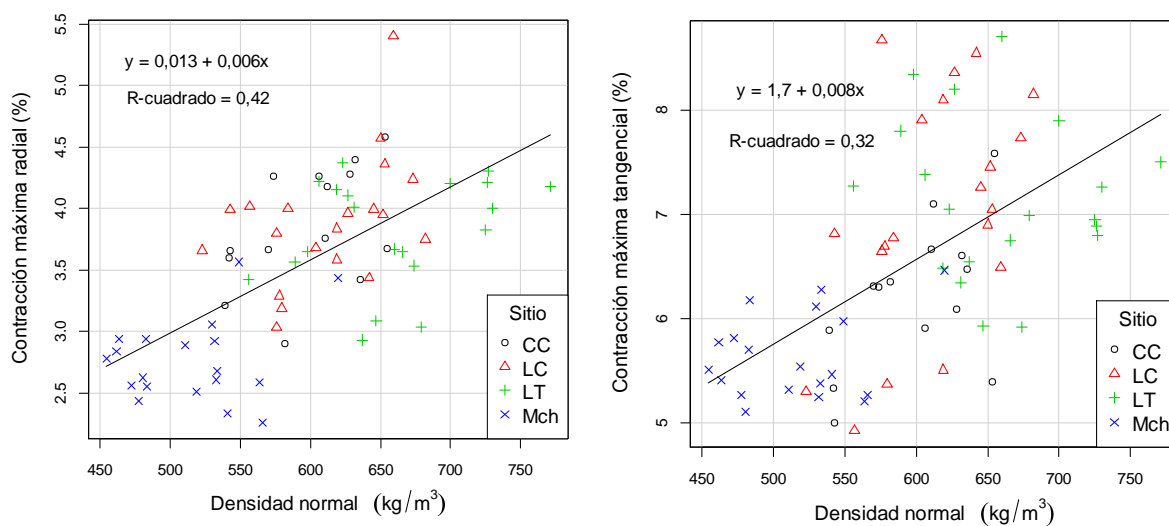 Contracción máxima radial (%)
5.5
5.0
4.5
4.0
3.5
3.0
2.5
y = 0,013 + 0,006x
R-cuadrado = 0,42
Sitio
CC
LC
LT
Mch
450 500 550 600 650 700 750
Densidad normal (kg/m³)
Contracción máxima tangencial (%)
8
7
6
5
y = 1,7 + 0,008x
R-cuadrado = 0,32
Sitio
CC
LC
LT
Mch
450 500 550 600 650 700 750
Densidad normal (kg/m³)